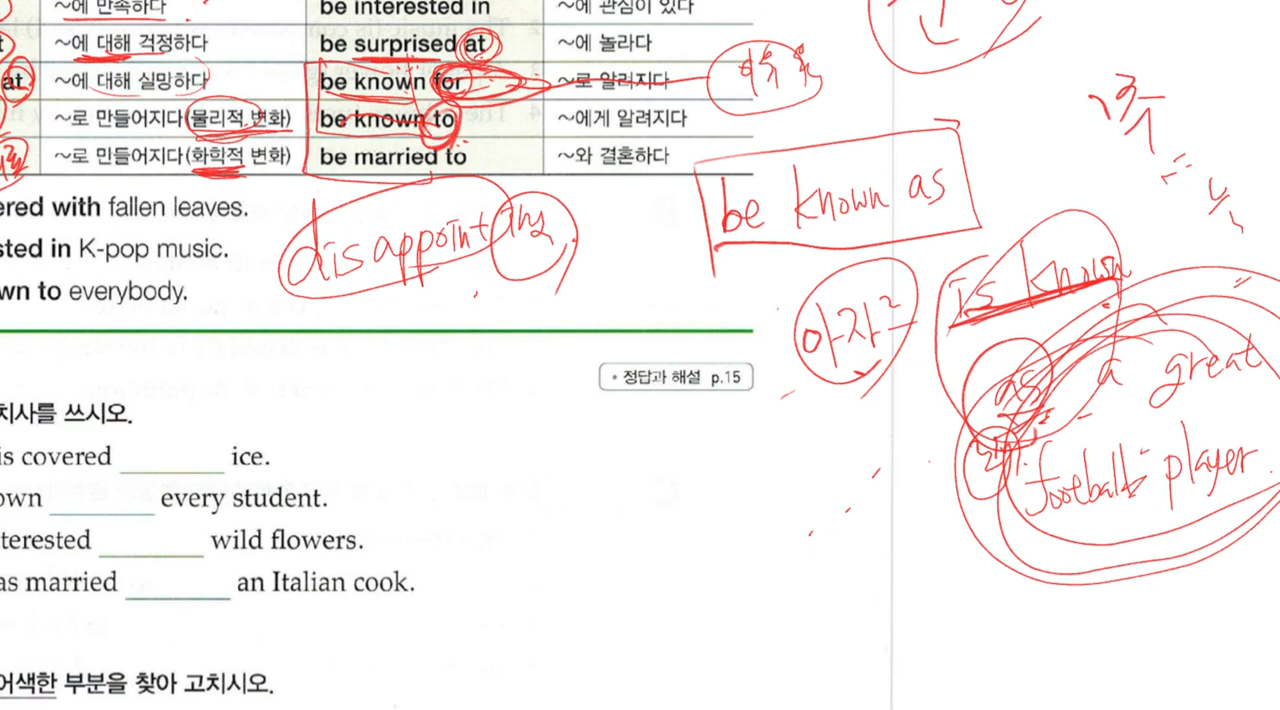 ~에 만족하다 be interested in ~에 관심이 있다
~에 대해 걱정하다 be surprised at ~에 놀라다
at ~에 대해 실망하다 be known for ~로 알려지다
~로 만들어지다(물리적 변화) be known to ~에게 알려지다
~로 만들어지다(화학적 변화) be married to ~와 결혼하다
be known as
ered with fallen leaves.
disappointing
sted in K-pop music.
is known
wn to everybody.
as a great
football player
• 정답과 해설 p.15
치사를 쓰시오.
is covered ice.
own every student.
terested wild flowers.
as married an Italian cook.
어색한 부분을 찾아 고치시오.